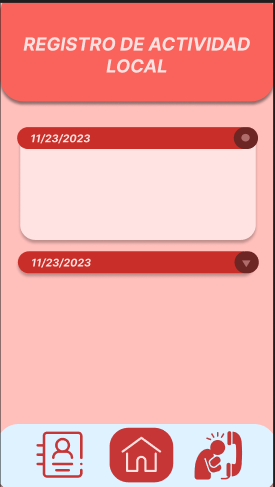 REGISTRO DE ACTIVIDAD
LOCAL
11/23/2023
11/23/2023